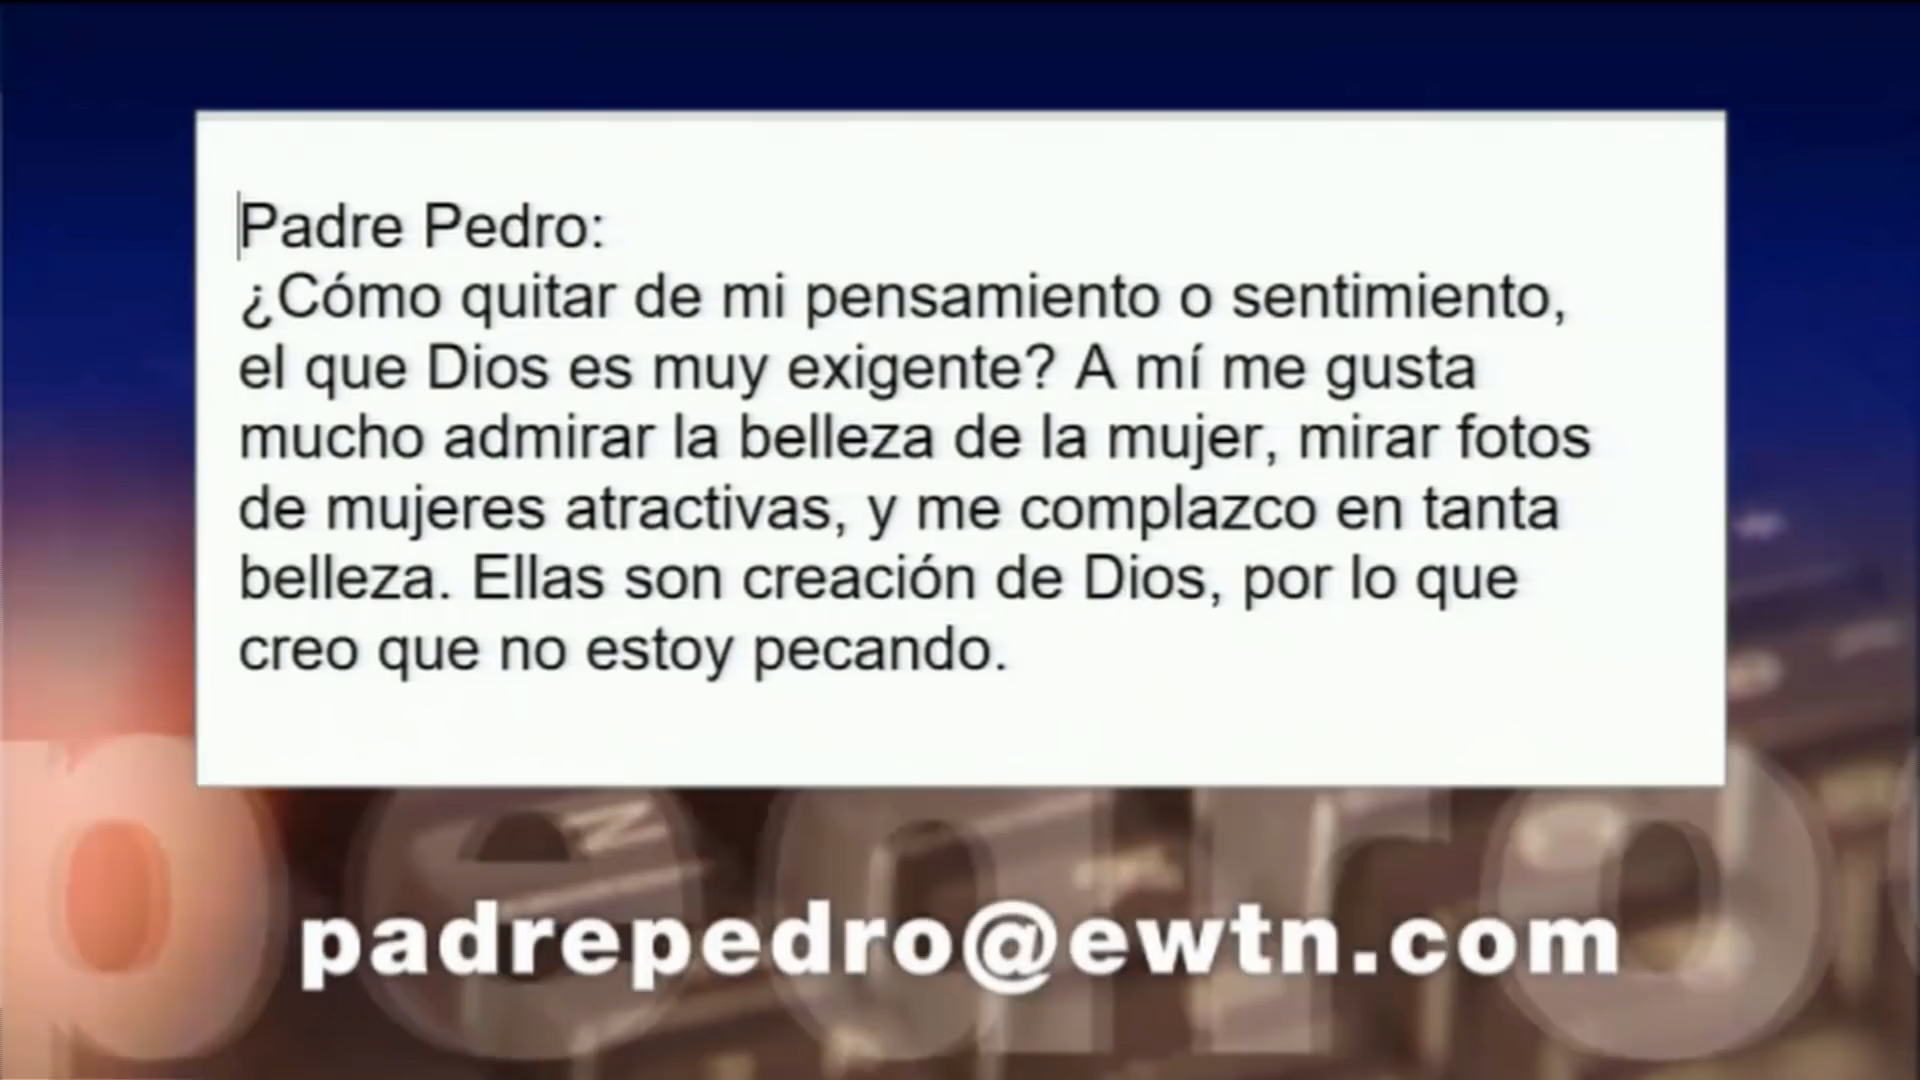 Padre Pedro:
¿Cómo quitar de mi pensamiento o sentimiento,
el que Dios es muy exigente? A mí me gusta
mucho admirar la belleza de la mujer, mirar fotos
de mujeres atractivas, y me complazco en tanta
belleza. Ellas son creación de Dios, por lo que
creo que no estoy pecando.
pedro
padrepedro@ewtn.com